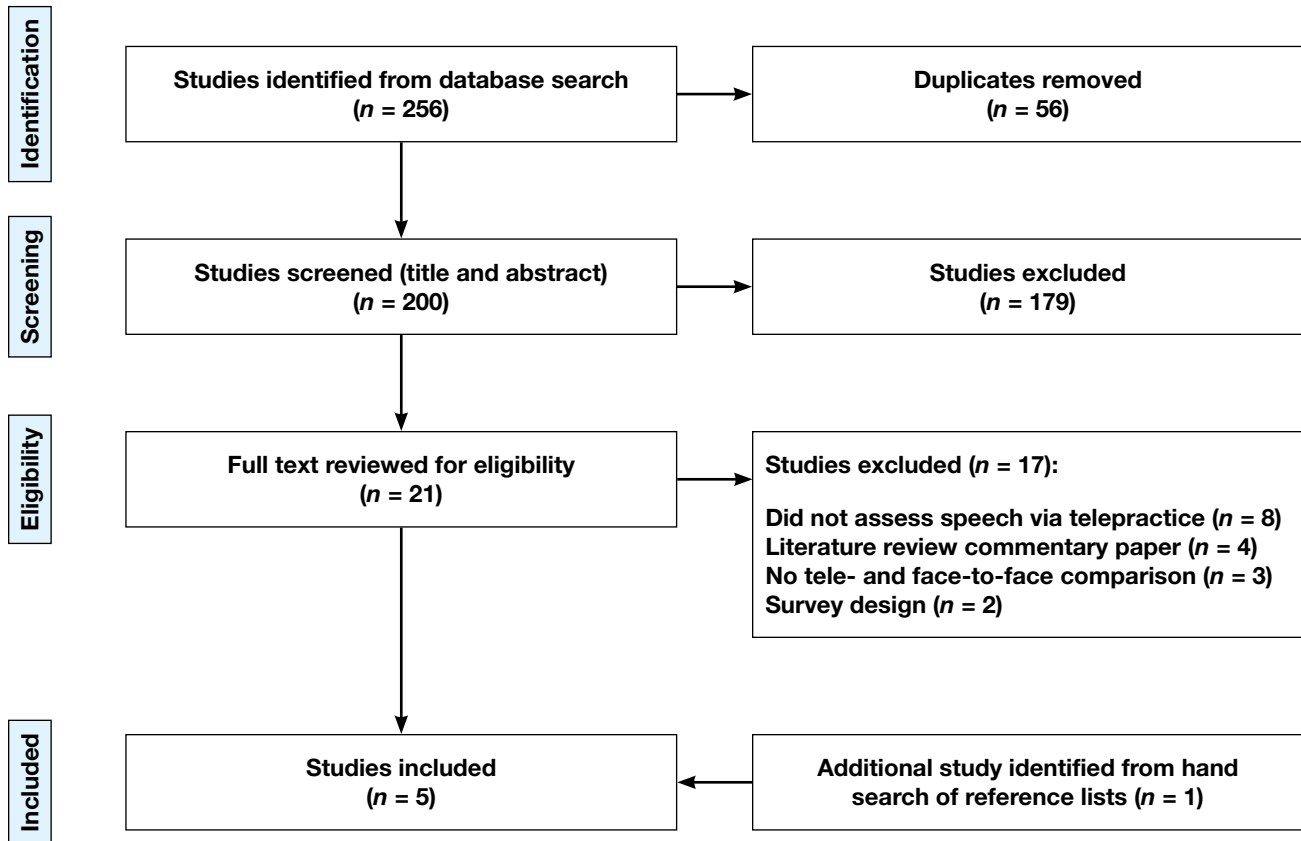 Identification
Studies identified from database search
(n = 256)
Duplicates removed
(n = 56)
Screening
Studies screened (title and abstract)
(n = 200)
Studies excluded
(n = 179)
Eligibility
Full text reviewed for eligibility
(n = 21)
Studies excluded (n = 17):
Did not assess speech via telepractice (n = 8)
Literature review commentary paper (n = 4)
No tele- and face-to-face comparison (n = 3)
Survey design (n = 2)
Included
Studies included
(n = 5)
Additional study identified from hand
search of reference lists (n = 1)